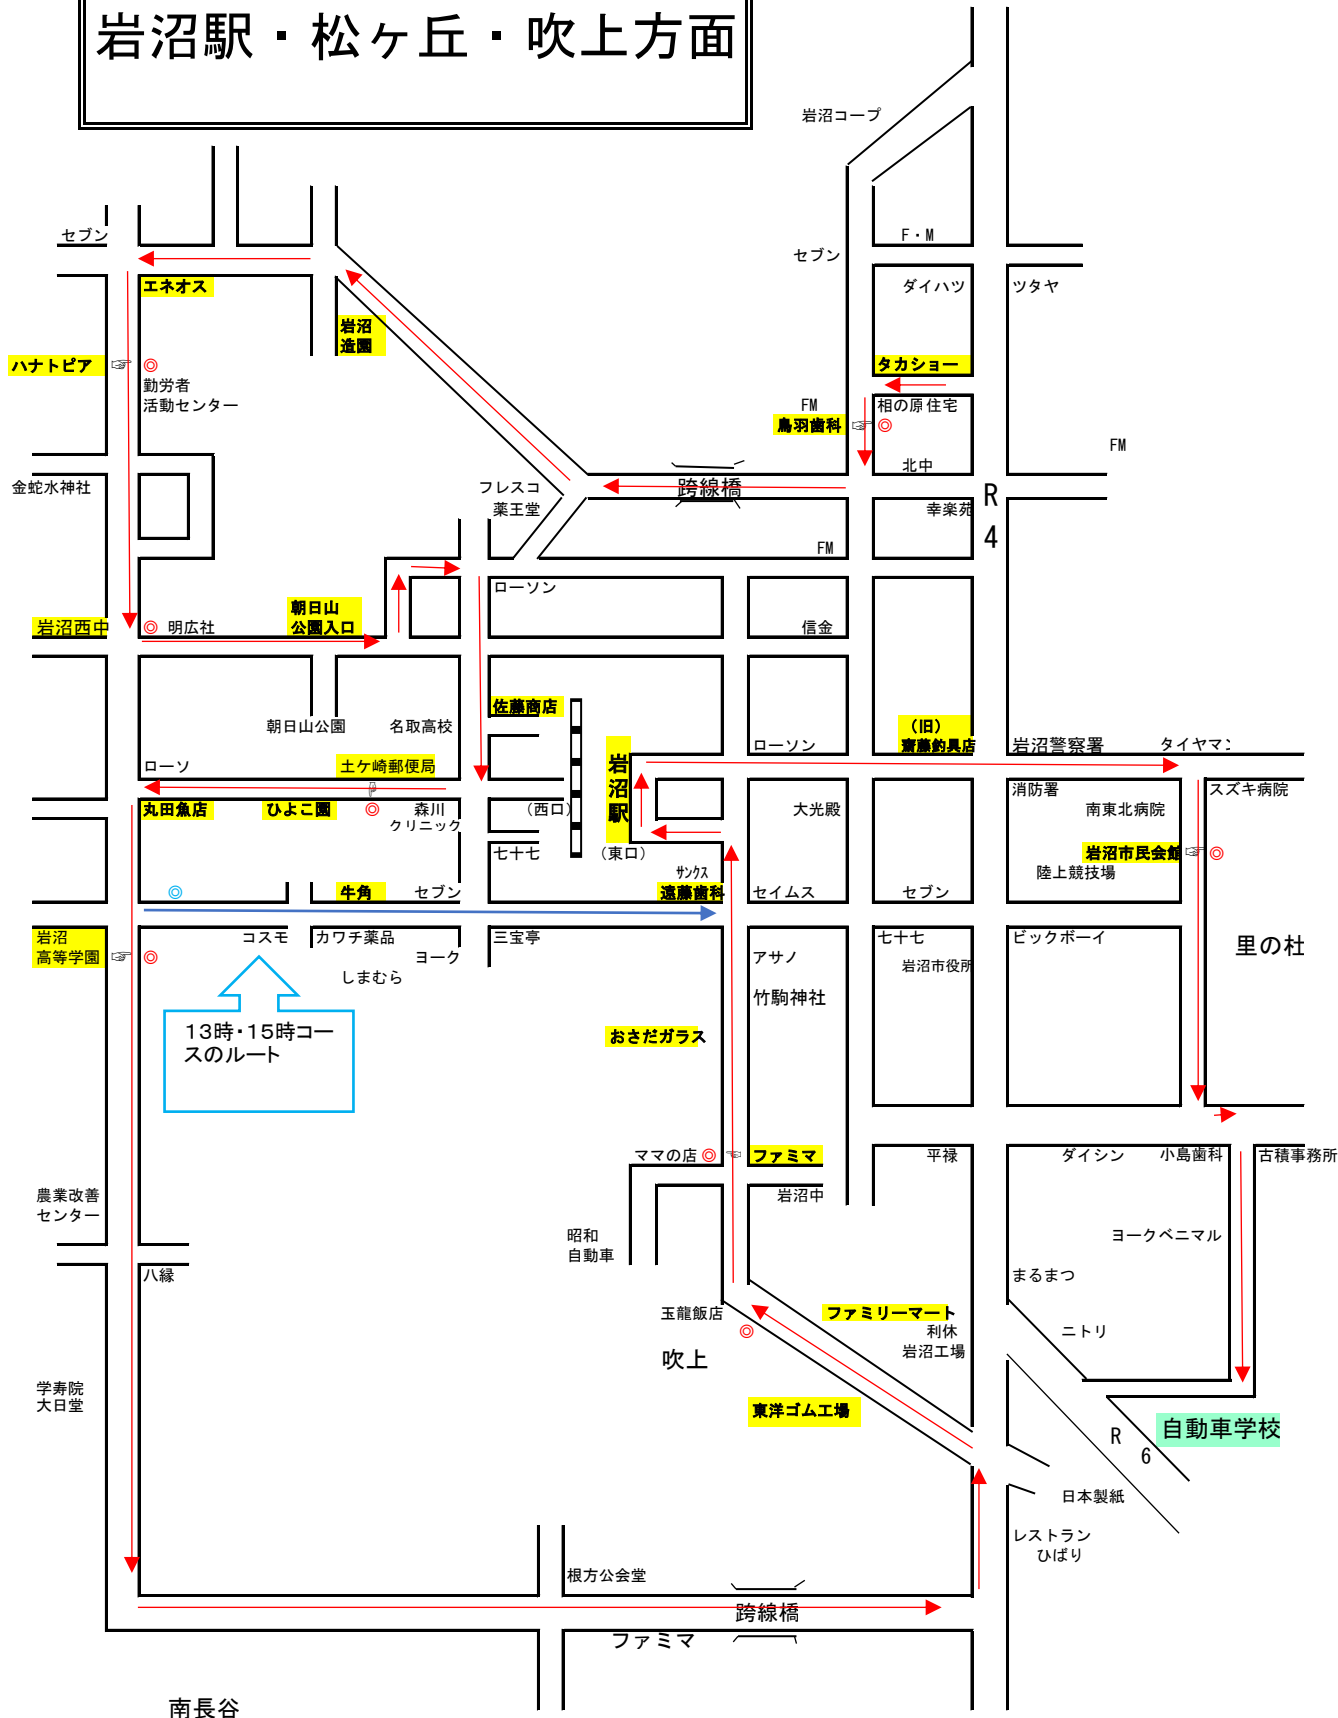 岩沼駅・松ヶ丘・吹上方面
岩沼コープ
セブン
F・M
セブン
エネオス
ダイハツ
ツタヤ
岩沼
造園
ハナトピア
☞
◎
タカショー
勤労者
活動センター
FM
相の原住宅
鳥羽歯科
☞
◎
FM
北中
金蛇水神社
フレスコ
跨線橋
R
薬王堂
幸楽苑
4
FM
ローソン
朝日山
公園入口
岩沼西中
◎
明広社
信金
佐藤商店
朝日山公園
名取高校
(旧)
齋藤釣具店
ローソン
岩沼警察署
タイヤマン
ローソ
土ケ崎郵便局
岩沼駅
消防署
スズキ病院
丸田魚店
ひよこ園
◎
森川
クリニック
(西口)
大光殿
南東北病院
七十七
(東口)
岩沼市民会館
☞
◎
サンクス
陸上競技場
◎
牛角
セブン
遠藤歯科
セイムス
セブン
岩沼
高等学園
☞
◎
コスモ
カワチ薬品
三宝亭
七十七
ビックボーイ
里の杜
ヨーク
アサノ
岩沼市役所
しまむら
竹駒神社
13時・15時コー
スのルート
おさだガラス
ママの店
◎
☜
ファミマ
平禄
ダイシン
小島歯科
古積事務所
農業改善
センター
岩沼中
昭和
自動車
ヨークベニマル
八縁
まるまつ
玉龍飯店
◎
ファミリーマート
利休
岩沼工場
ニトリ
吹上
学寿院
大日堂
東洋ゴム工場
自動車学校
R
6
日本製紙
レストラン
ひばり
根方公会堂
跨線橋
ファミマ
南長谷